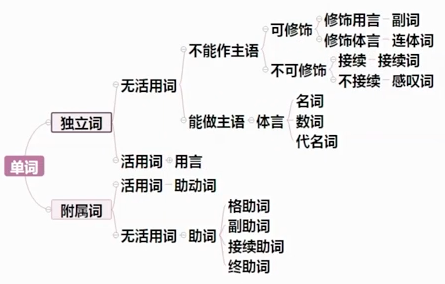 修饰用言 副词
可修饰
修饰体言 连体词
不能作主语
接续 接续词
不可修饰
不接续 感叹词
无活用词
名词
能做主语 体言 数词
代名词
独立词
活用词 用言
单词
活用词 助动词
附属词
格助词
副助词
无活用词 助词
接续助词
终助词